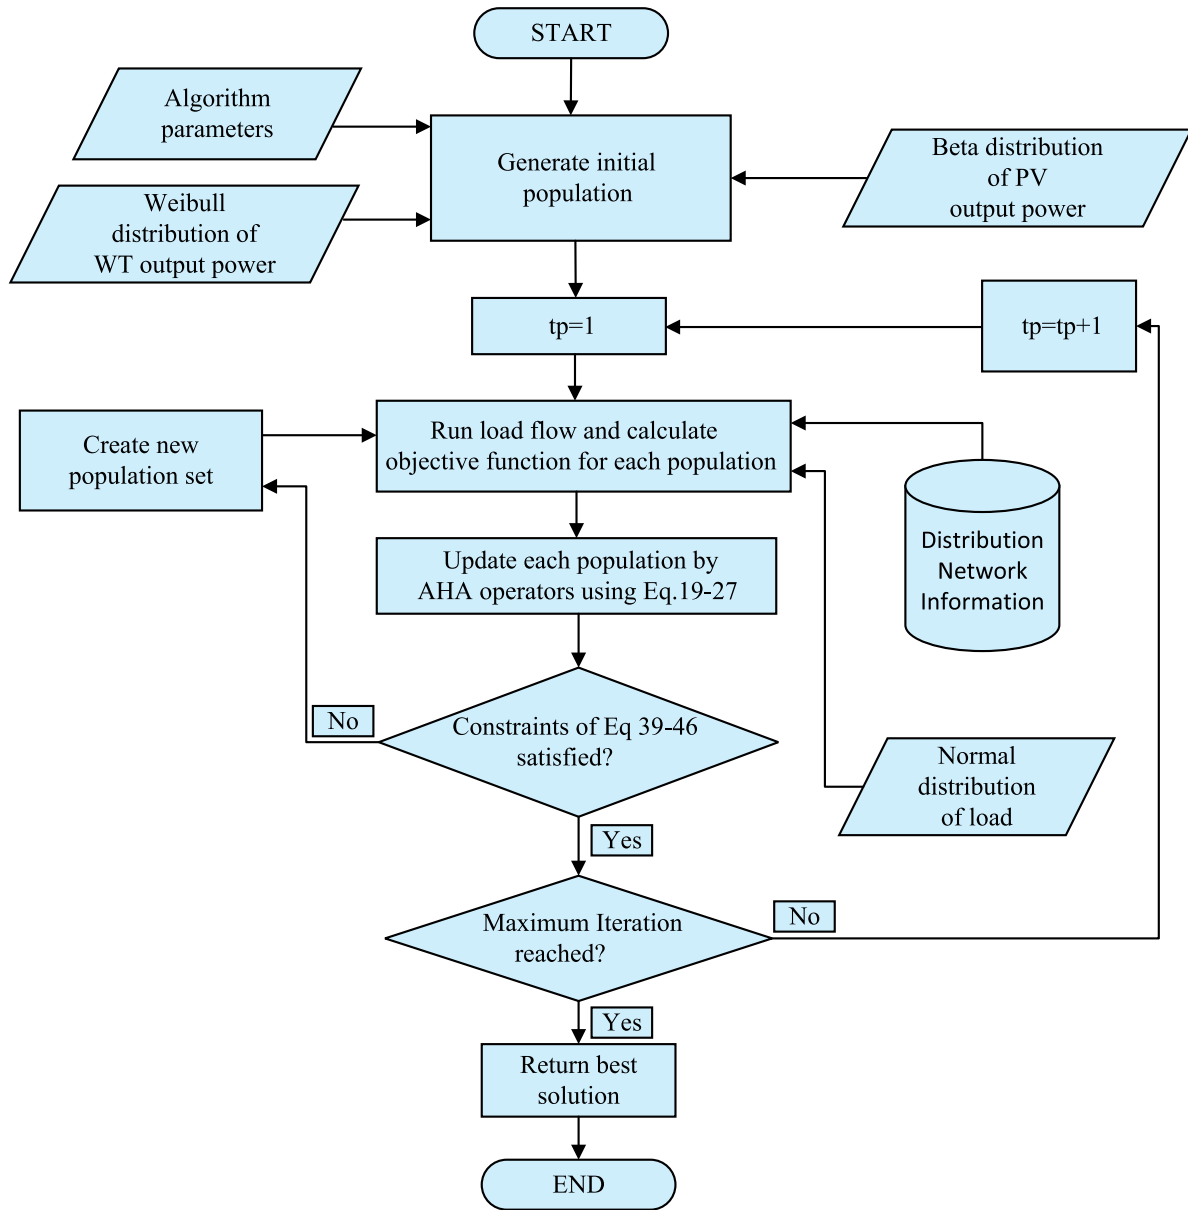 START
Algorithm
parameters
Generate initial
population
Beta distribution
of PV
output power
Weibull
distribution of
WT output power
tp=1
tp=tp+1
Create new
population set
Run load flow and calculate
objective function for each population
Distribution
Network
Information
Update each population by
AHA operators using Eq.19-27
No
Constraints of Eq 39-46
satisfied?
Normal
distribution
of load
Yes
Maximum Iteration
reached?
No
Yes
Return best
solution
END